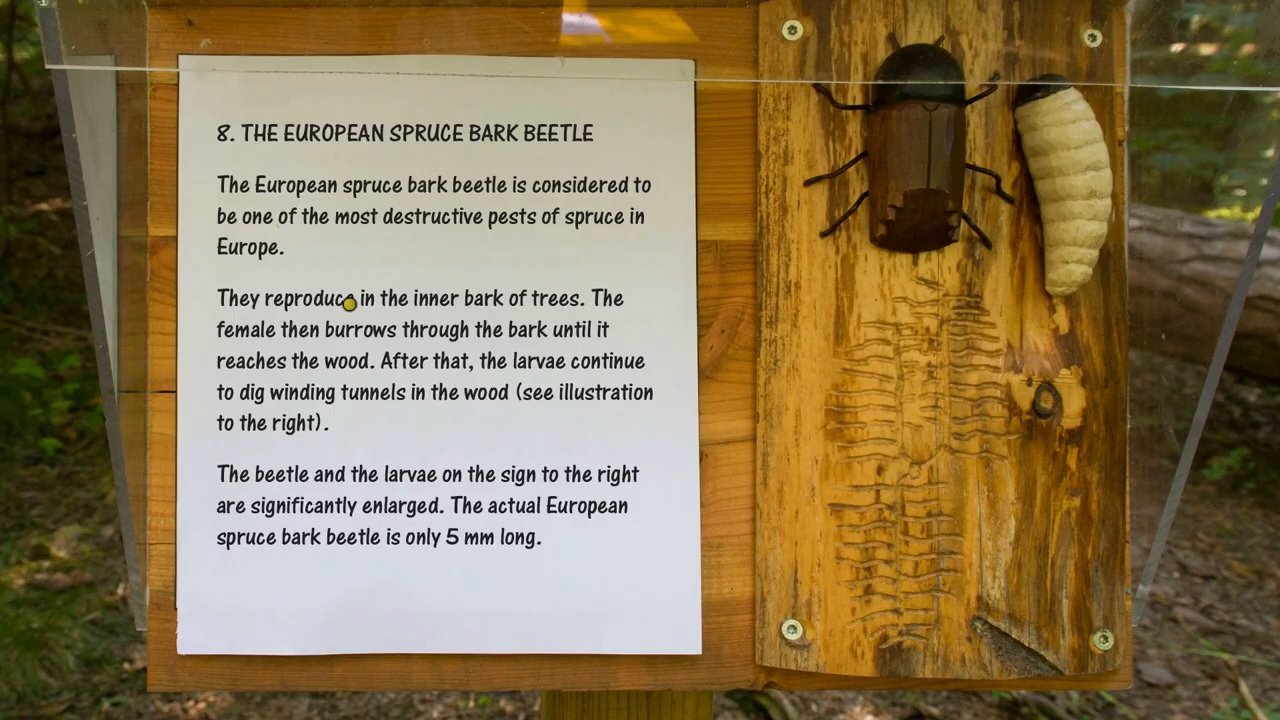 8. THE EUROPEAN SPRUCE BARK BEETLE
The European spruce bark beetle is considered to
be one of the most destructive pests of spruce in
Europe.
They reproduce in the inner bark of trees. The
female then burrows through the bark until it
reaches the wood. After that, the larvae continue
to dig winding tunnels in the wood (see illustration
to the right).
The beetle and the larvae on the sign to the right
are significantly enlarged. The actual European
spruce bark beetle is only 5 mm long.